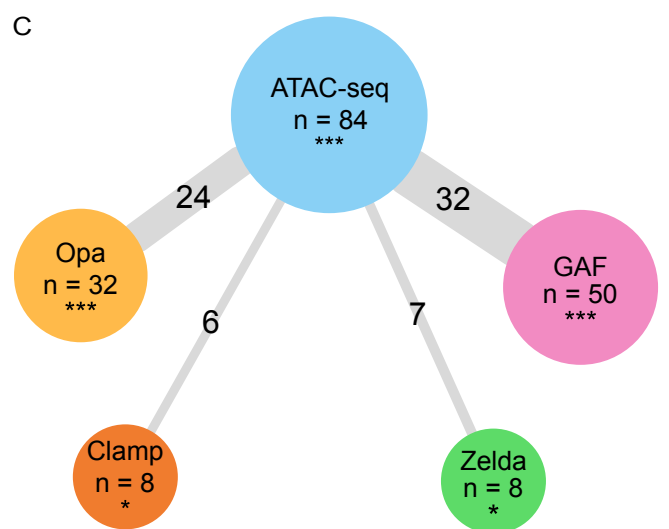 C
ATAC-seq
n = 84
***
24
32
Opa
n = 32
***
GAF
n = 50
***
6
7
Clamp
n = 8
*
Zelda
n = 8
*